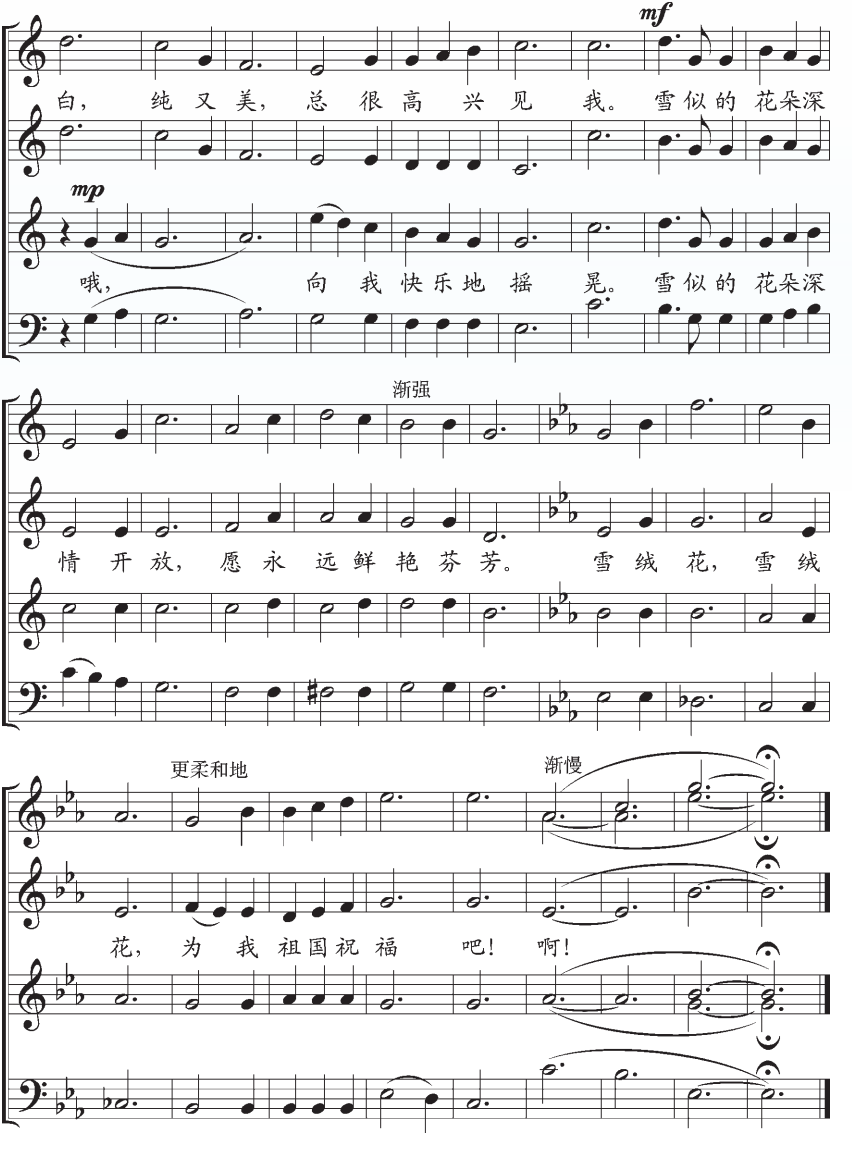 mf
白， 纯 又 美， 总 很 高 兴 见 我。 雪 似 的 花 朵 深
mp
哦， 向 我 快 乐 地 摇 晃。 雪 似 的 花 朵 深
渐强
情 开 放， 愿 永 远 鲜 艳 芬 芳。 雪 绒 花， 雪 绒
更柔和地 渐慢
花， 为 我 祖 国 祝 福 吧！ 啊！